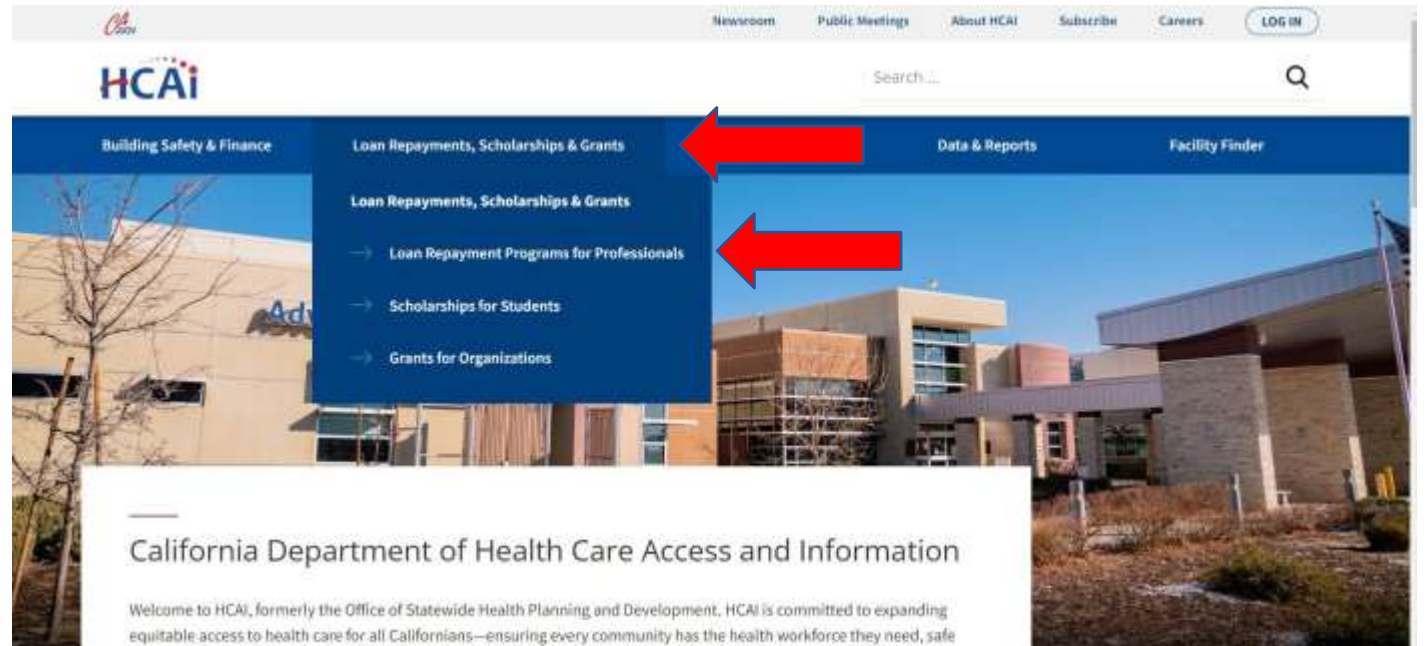 CA.GOV
Newsroom Public Meetings About HCAI Subscribe Careers LOG IN
HCAi
Search ...
Building Safety & Finance Loan Repayments, Scholarships & Grants Data & Reports Facility Finder
Loan Repayments, Scholarships & Grants
Loan Repayment Programs for Professionals
Scholarships for Students
Grants for Organizations
Adv
California Department of Health Care Access and Information
Welcome to HCAI, formerly the Office of Statewide Health Planning and Development. HCAI is committed to expanding
equitable access to health care for all Californians—ensuring every community has the health workforce they need, safe